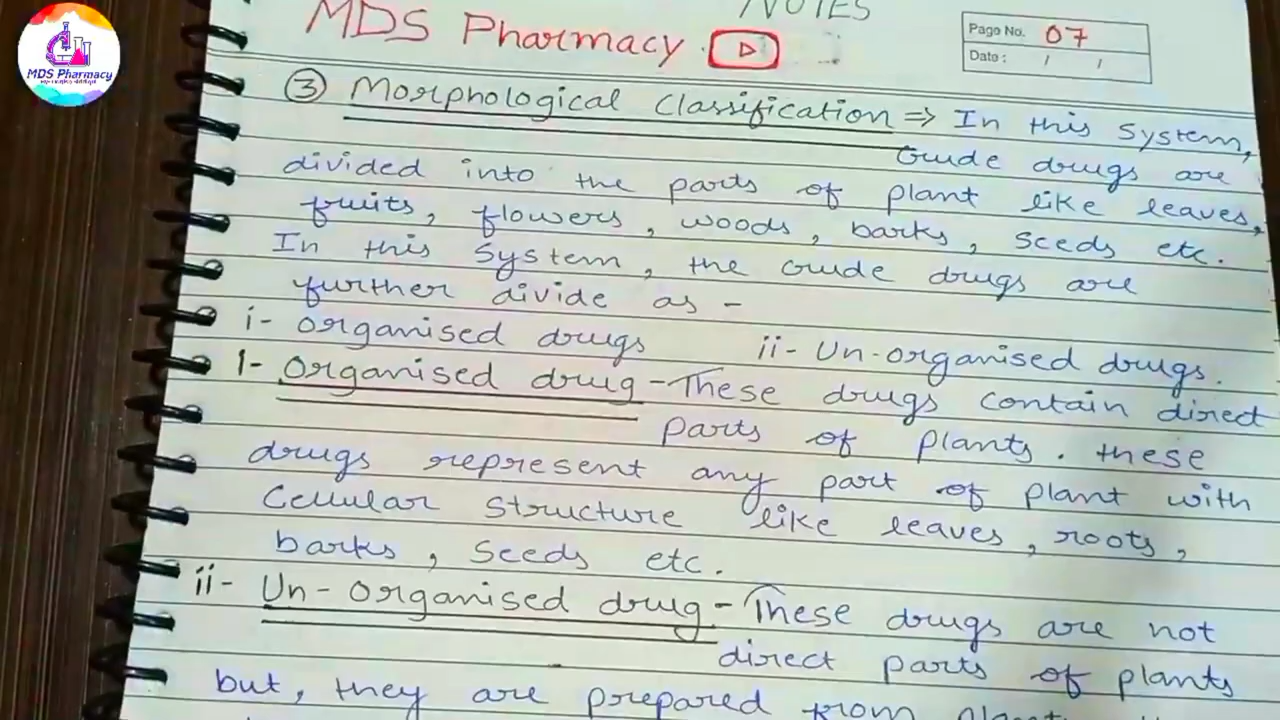 NOTES
MDS Pharmacy
Page No. 07
Date: / /
MDS Pharmacy
③ Morphological Classification ⇒ In this system,
Crude drugs are
divided into the parts of plant like leaves,
fruits, flowers, woods, barks, seeds etc.
In this system, the crude drugs are
further divide as -
i- organised drugs ii- Un-organised drugs.
1- Organised drug - These drugs contain direct
parts of plants. these
drugs represent any part of plant with
cellular structure like leaves, roots,
barks, seeds etc.
ii- Un-organised drug - These drugs are not
direct parts of plants
but, they are prepared from